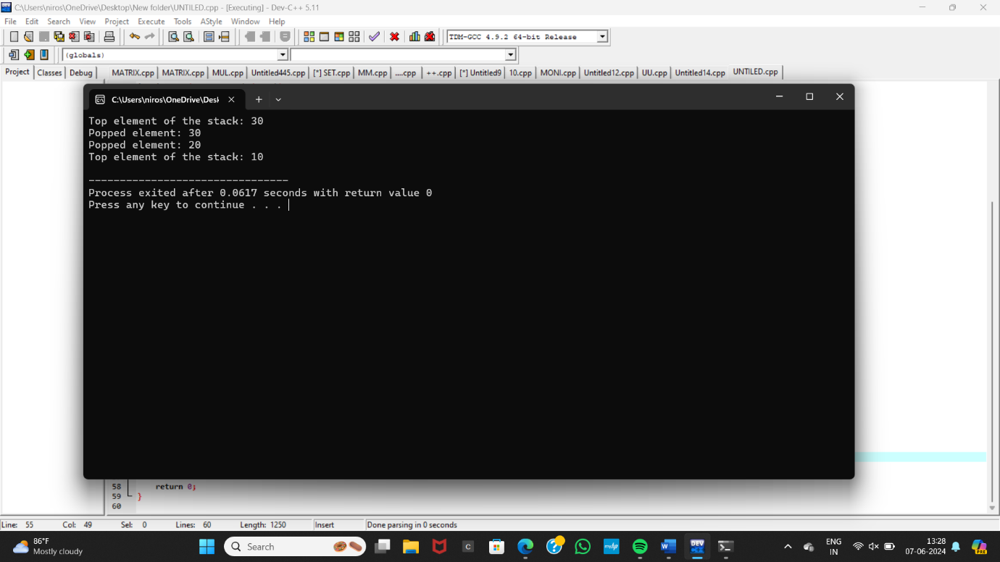 C:\Users\niros\OneDrive\Desktop\New folder\UNTILED.cpp - [Executing] - Dev-C++ 5.11
File Edit Search View Project Execute Tools AStyle Window Help
TDM-GCC 4.9.2 64-bit Release
(globals)
Project Classes Debug MATRIX.cpp MATRIX.cpp MUL.cpp Untitled445.cpp [*] SET.cpp MM.cpp ....cpp ++.cpp [*] Untitled9 10.cpp MONI.cpp Untitled12.cpp UU.cpp Untitled14.cpp UNTILED.cpp
C:\Users\niros\OneDrive\Desk
Top element of the stack: 30
Popped element: 30
Popped element: 20
Top element of the stack: 10
--------------------------------
Process exited after 0.0617 seconds with return value 0
Press any key to continue . . .
58 return 0;
59 }
60
Line: 55 Col: 49 Sel: 0 Lines: 60 Length: 1250 Insert Done parsing in 0 seconds
86°F
Mostly cloudy
Search
C
myhp
W
DEV
ENG
IN
13:28
07-06-2024
PRE